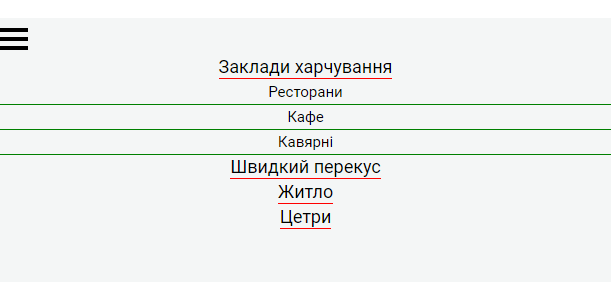 Заклади харчування
Ресторани
Кафе
Кавярні
Швидкий перекус
Житло
Цетри